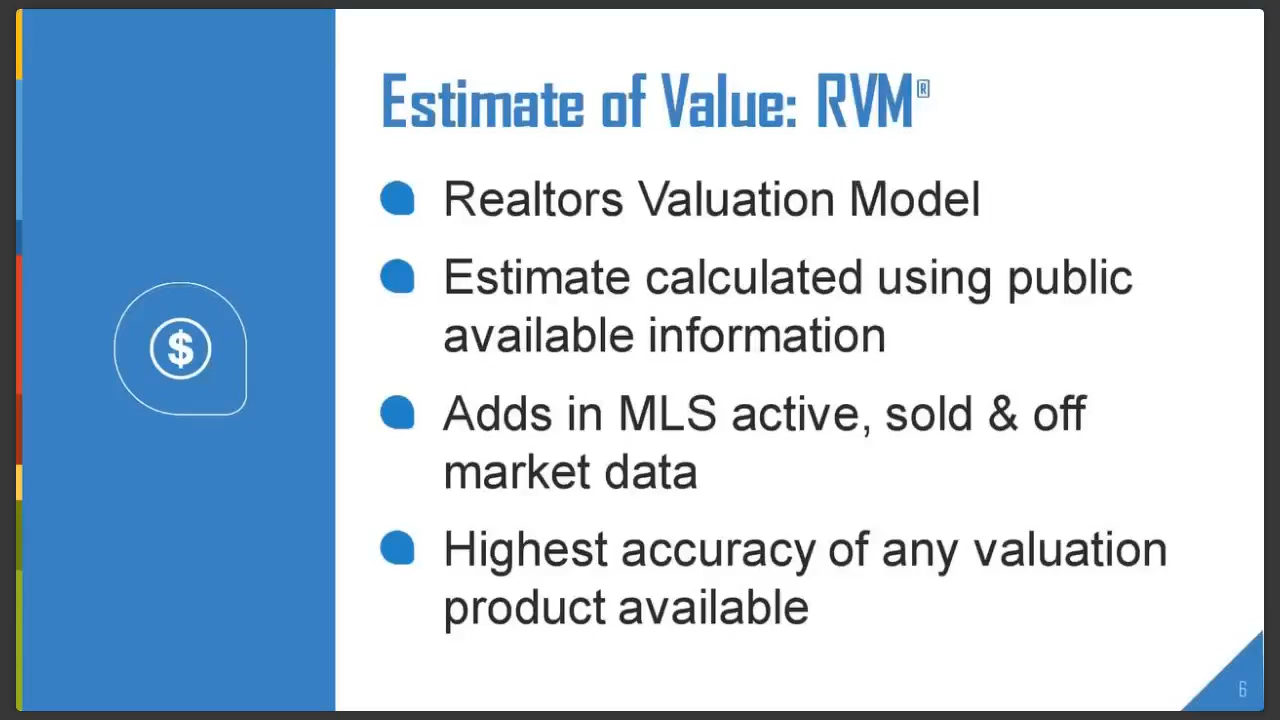 Estimate of Value: RVM®
Realtors Valuation Model
Estimate calculated using public
available information
Adds in MLS active, sold & off
market data
Highest accuracy of any valuation
product available
$
6